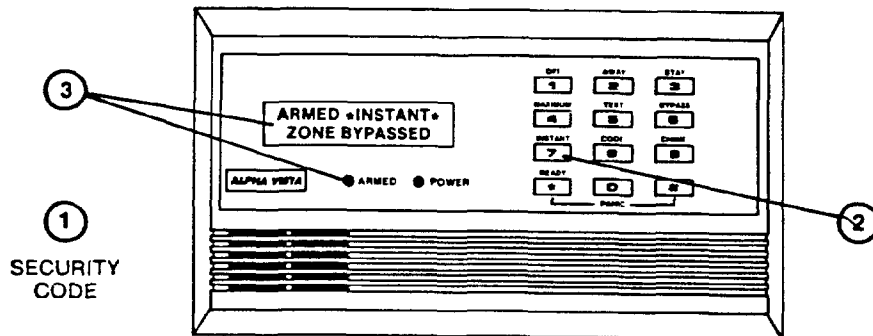 3
ARMED *INSTANT*
ZONE BYPASSED
ALPHA VISTA
ARMED POWER
OFF AWAY STAY
1 2 3
MAXIMUM TEST BYPASS
4 5 6
INSTANT CODE CHIME
7 8 9
READY
* 0 #
PANIC
1
SECURITY
CODE
2